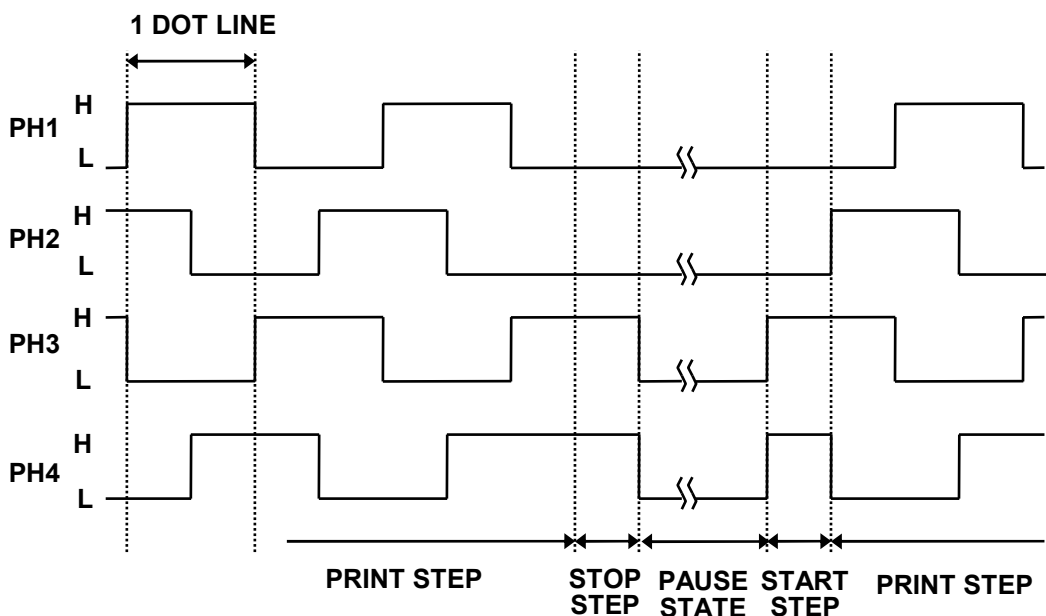 1 DOT LINE
H
PH1
L
H
PH2
L
H
PH3
L
H
PH4
L
PRINT STEP
STOP
STEP
PAUSE
STATE
START
STEP
PRINT STEP